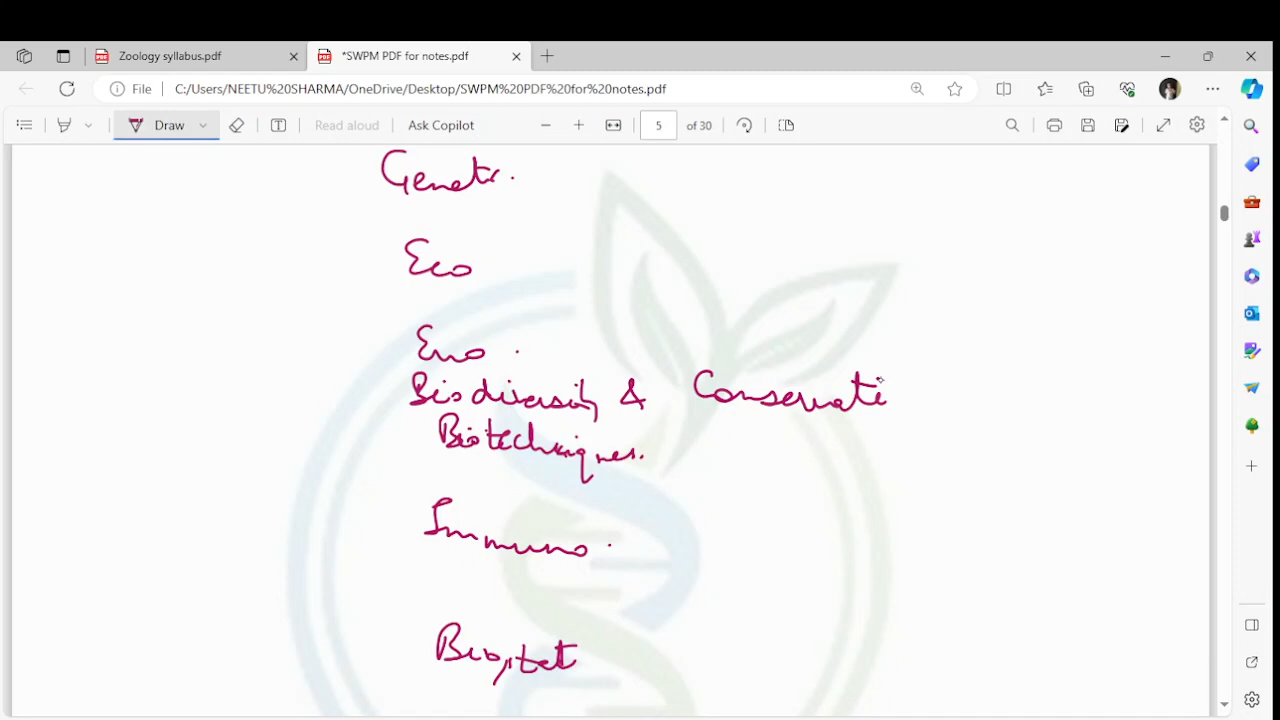 Zoology syllabus.pdf
*SWPM PDF for notes.pdf
File C:/Users/NEETU%20SHARMA/OneDrive/Desktop/SWPM%20PDF%20for%20notes.pdf
Draw Read aloud Ask Copilot 5 of 30
Genetr.
Eco
Evo .
Biodiversity & Conservati
Biotechniques.
Immuno .
Biostat